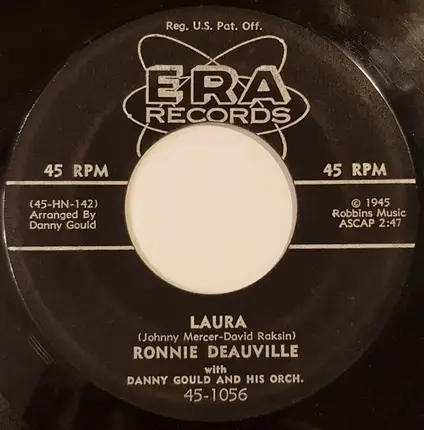 Reg. U.S. Pat. Off.
ERA
RECORDS
45 RPM
45 RPM
(45-HN-142)
Arranged By
Danny Gould
© 1945
Robbins Music
ASCAP 2:47
LAURA
(Johnny Mercer-David Raksin)
RONNIE DEAUVILLE
with
DANNY GOULD AND HIS ORCH.
45-1056